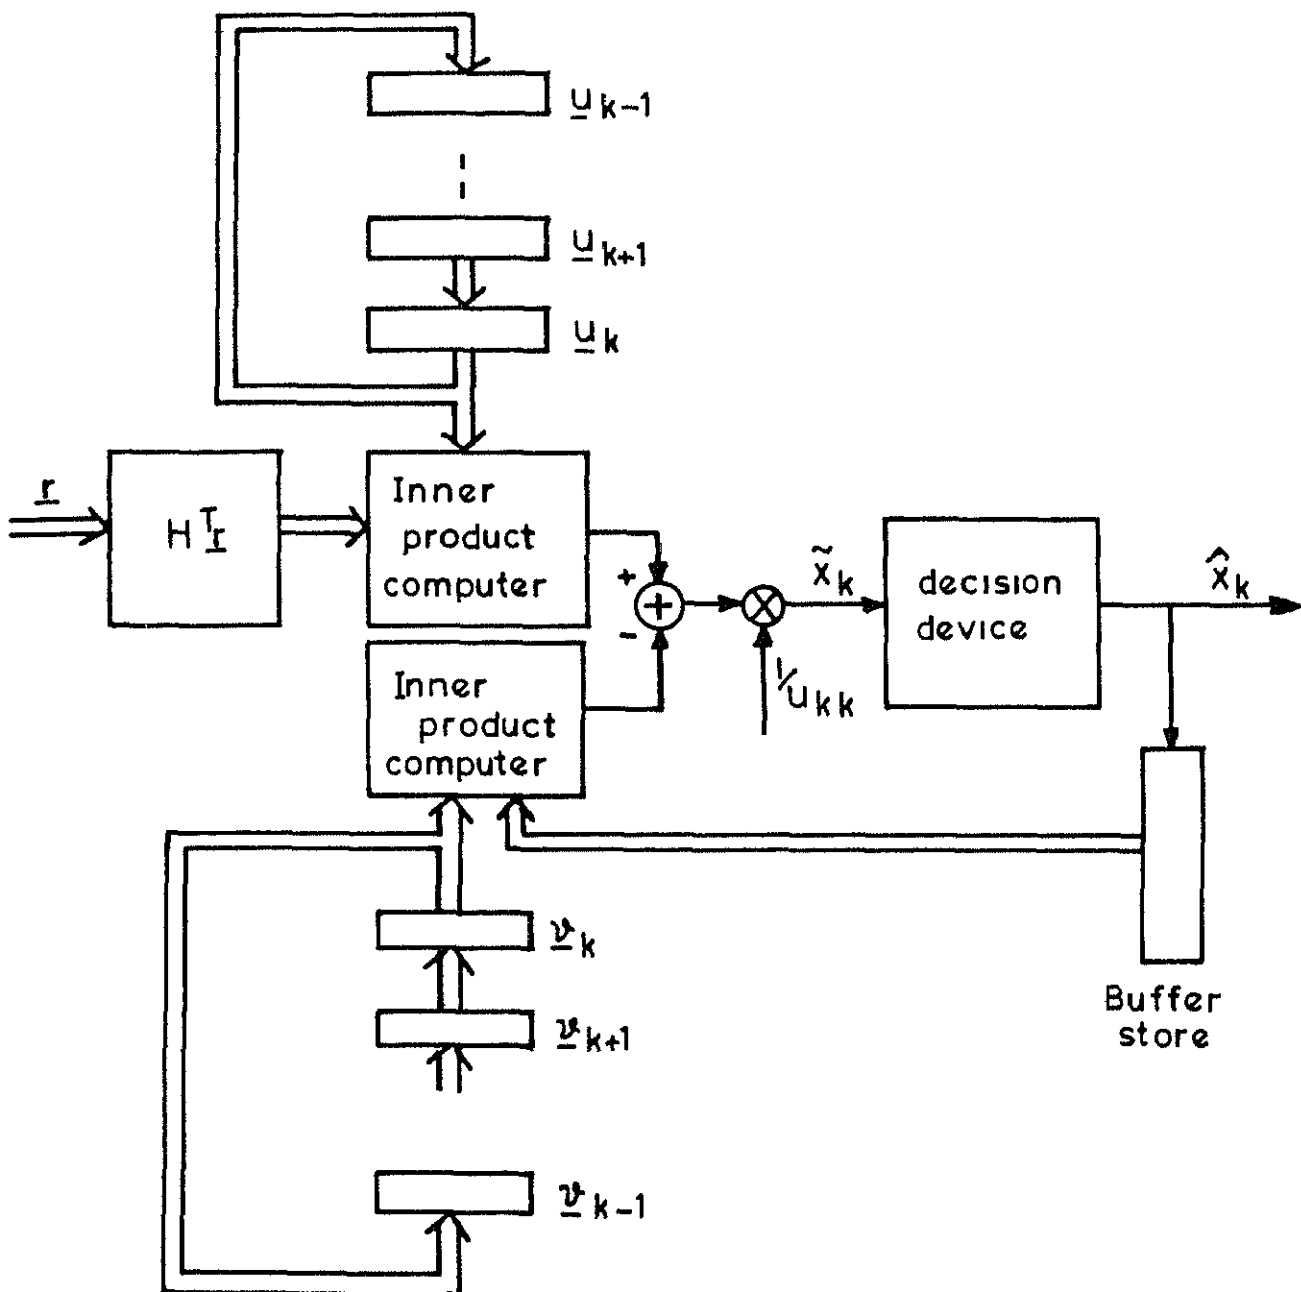 u k-1
u k+1
u k
r
H^T r
Inner
product
computer
+
-
1/u kk
x̃ k
decision
device
x̂ k
Inner
product
computer
v k
v k+1
v k-1
Buffer
store